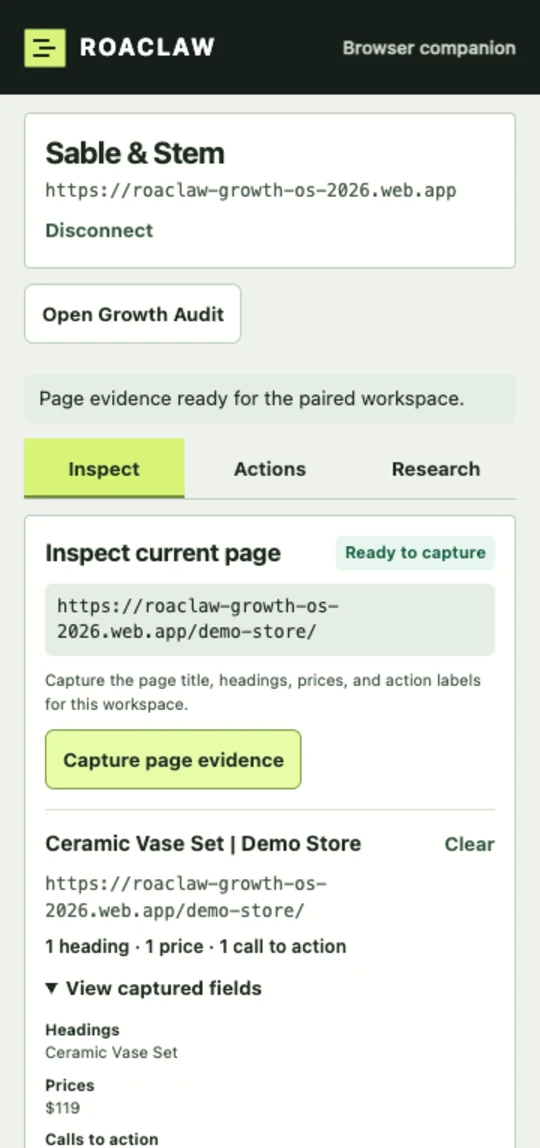 ROACLAW
Browser companion
Sable & Stem
https://roaclaw-growth-os-2026.web.app
Disconnect
Open Growth Audit
Page evidence ready for the paired workspace.
Inspect
Actions
Research
Inspect current page
Ready to capture
https://roaclaw-growth-os-
2026.web.app/demo-store/
Capture the page title, headings, prices, and action labels
for this workspace.
Capture page evidence
Ceramic Vase Set | Demo Store
Clear
https://roaclaw-growth-os-
2026.web.app/demo-store/
1 heading · 1 price · 1 call to action
▼ View captured fields
Headings
Ceramic Vase Set
Prices
$119
Calls to action